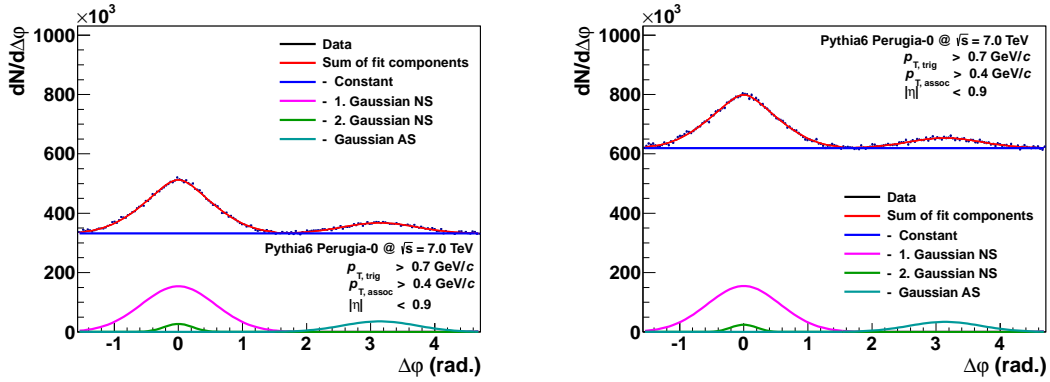 ×10³
dN/dΔφ
1000
800
600
400
200
0
Data
Sum of fit components
- Constant
- 1. Gaussian NS
- 2. Gaussian NS
- Gaussian AS
Pythia6 Perugia-0 @ √s = 7.0 TeV
p_T, trig > 0.7 GeV/c
p_T, assoc > 0.4 GeV/c
|η| < 0.9
-1 0 1 2 3 4
Δφ (rad.)
×10³
dN/dΔφ
1000
800
600
400
200
0
Pythia6 Perugia-0 @ √s = 7.0 TeV
p_T, trig > 0.7 GeV/c
p_T, assoc > 0.4 GeV/c
|η| < 0.9
Data
Sum of fit components
- Constant
- 1. Gaussian NS
- 2. Gaussian NS
- Gaussian AS
-1 0 1 2 3 4
Δφ (rad.)